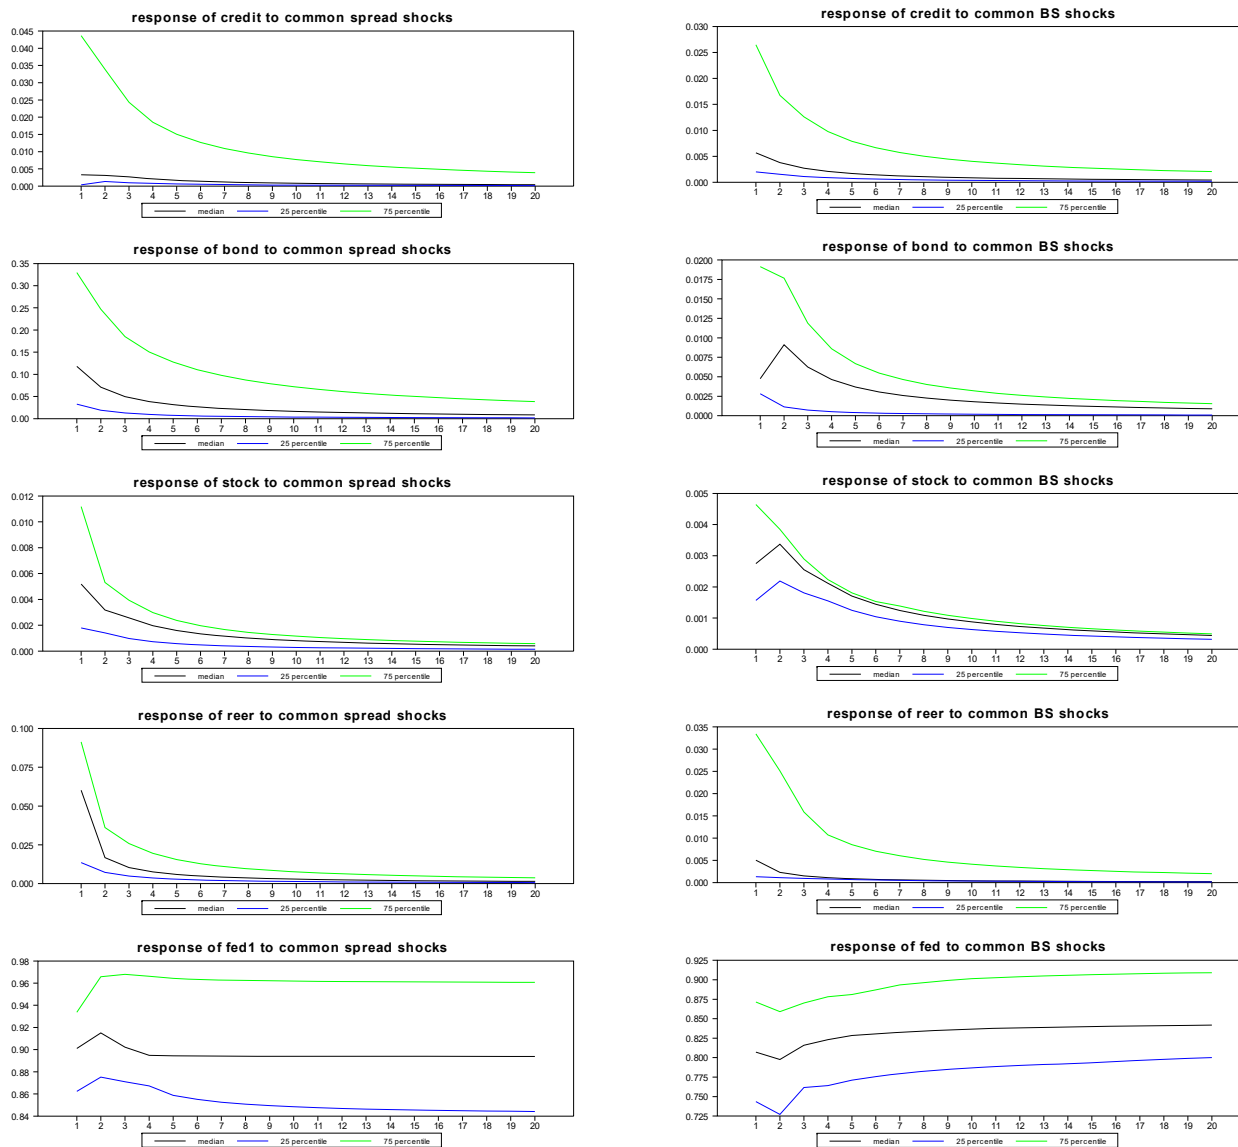 response of credit to common spread shocks
0.045
0.040
0.035
0.030
0.025
0.020
0.015
0.010
0.005
0.000
1 2 3 4 5 6 7 8 9 10 11 12 13 14 15 16 17 18 19 20
median 25 percentile 75 percentile
response of credit to common BS shocks
0.030
0.025
0.020
0.015
0.010
0.005
0.000
1 2 3 4 5 6 7 8 9 10 11 12 13 14 15 16 17 18 19 20
median 25 percentile 75 percentile
response of bond to common spread shocks
0.35
0.30
0.25
0.20
0.15
0.10
0.05
0.00
1 2 3 4 5 6 7 8 9 10 11 12 13 14 15 16 17 18 19 20
median 25 percentile 75 percentile
response of bond to common BS shocks
0.0200
0.0175
0.0150
0.0125
0.0100
0.0075
0.0050
0.0025
0.0000
1 2 3 4 5 6 7 8 9 10 11 12 13 14 15 16 17 18 19 20
median 25 percentile 75 percentile
response of stock to common spread shocks
0.012
0.010
0.008
0.006
0.004
0.002
0.000
1 2 3 4 5 6 7 8 9 10 11 12 13 14 15 16 17 18 19 20
median 25 percentile 75 percentile
response of stock to common BS shocks
0.005
0.004
0.003
0.002
0.001
0.000
1 2 3 4 5 6 7 8 9 10 11 12 13 14 15 16 17 18 19 20
median 25 percentile 75 percentile
response of reer to common spread shocks
0.100
0.075
0.050
0.025
0.000
1 2 3 4 5 6 7 8 9 10 11 12 13 14 15 16 17 18 19 20
median 25 percentile 75 percentile
response of reer to common BS shocks
0.035
0.030
0.025
0.020
0.015
0.010
0.005
0.000
1 2 3 4 5 6 7 8 9 10 11 12 13 14 15 16 17 18 19 20
median 25 percentile 75 percentile
response of fed1 to common spread shocks
0.98
0.96
0.94
0.92
0.90
0.88
0.86
0.84
1 2 3 4 5 6 7 8 9 10 11 12 13 14 15 16 17 18 19 20
median 25 percentile 75 percentile
response of fed to common BS shocks
0.925
0.900
0.875
0.850
0.825
0.800
0.775
0.750
0.725
1 2 3 4 5 6 7 8 9 10 11 12 13 14 15 16 17 18 19 20
median 25 percentile 75 percentile